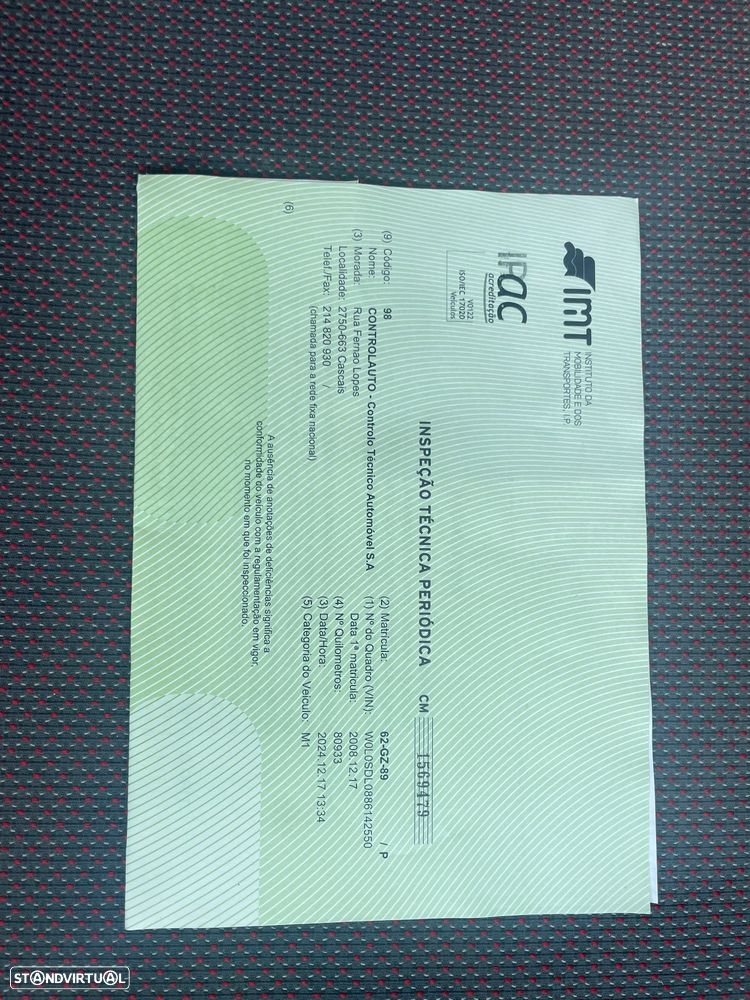 IMT
INSTITUTO DA
MOBILIDADE E DOS
TRANSPORTES, I.P.
IPAC
acreditação
V0122
ISO/IEC 17020
Veículos
INSPEÇÃO TÉCNICA PERIÓDICA CM 1569479
(9) Código: 98
Nome: CONTROLAUTO - Controlo Técnico Automóvel S.A
(3) Morada: Rua Fernao Lopes
Localidade: 2750-663 Cascais
Telef./Fax: 214 820 930 /
(chamada para a rede fixa nacional)
(2) Matrícula: 62-GZ-89 / P
(1) Nº do Quadro (VIN): W0L0SDL0886142550
Data 1ª matricula: 2008.12.17
(4) Nº Quilometros: 80933
(3) Data/Hora: 2024.12.17 13:34
(5) Categoria do Veículo: M1
(6)
A ausência de anotações de deficiências significa a
conformidade do veículo com a regulamentação em vigor,
no momento em que foi inspeccionado.
STANDVIRTUAL